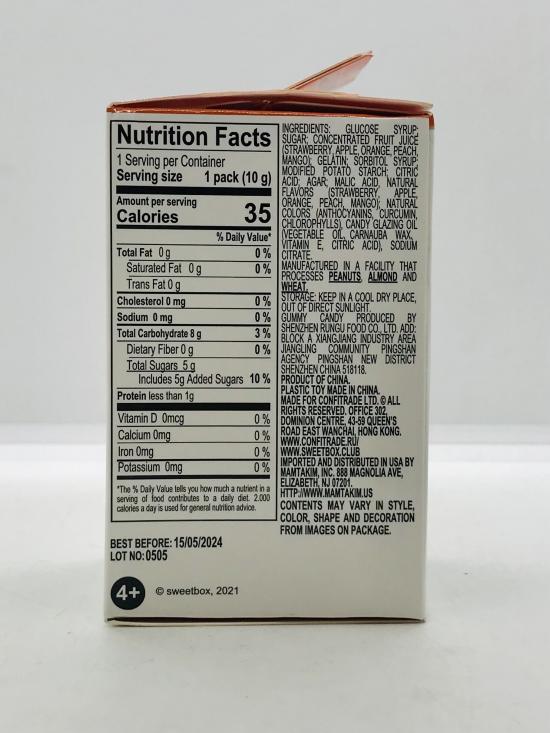 Nutrition Facts
1 Serving per Container
Serving size 1 pack (10 g)
Amount per serving
Calories 35
% Daily Value*
Total Fat 0 g 0 %
Saturated Fat 0 g 0 %
Trans Fat 0 g
Cholesterol 0 mg 0 %
Sodium 0 mg 0 %
Total Carbohydrate 8 g 3 %
Dietary Fiber 0 g 0 %
Total Sugars 5 g
Includes 5g Added Sugars 10 %
Protein less than 1g
Vitamin D 0mcg 0 %
Calcium 0mg 0 %
Iron 0mg 0 %
Potassium 0mg 0 %
*The % Daily Value tells you how much a nutrient in a
serving of food contributes to a daily diet. 2.000
calories a day is used for general nutrition advice.
BEST BEFORE: 15/05/2024
LOT NO: 0505
4+ © sweetbox, 2021
INGREDIENTS: GLUCOSE SYRUP;
SUGAR; CONCENTRATED FRUIT JUICE
(STRAWBERRY, APPLE, ORANGE, PEACH,
MANGO); GELATIN; SORBITOL SYRUP;
MODIFIED POTATO STARCH; CITRIC
ACID; AGAR; MALIC ACID, NATURAL
FLAVORS (STRAWBERRY, APPLE,
ORANGE, PEACH, MANGO); NATURAL
COLORS (ANTHOCYANINS, CURCUMIN,
CHLOROPHYLLS), CANDY GLAZING OIL
(VEGETABLE OIL, CARNAUBA WAX,
VITAMIN E, CITRIC ACID), SODIUM
CITRATE.
MANUFACTURED IN A FACILITY THAT
PROCESSES PEANUTS, ALMOND AND
WHEAT.
STORAGE: KEEP IN A COOL DRY PLACE,
OUT OF DIRECT SUNLIGHT.
GUMMY CANDY PRODUCED BY
SHENZHEN RUNGU FOOD CO., LTD. ADD:
BLOCK A XIANGJIANG INDUSTRY AREA
JIANGLING COMMUNITY PINGSHAN
AGENCY PINGSHAN NEW DISTRICT
SHENZHEN CHINA 518118.
PRODUCT OF CHINA.
PLASTIC TOY MADE IN CHINA.
MADE FOR CONFITRADE LTD. © ALL
RIGHTS RESERVED. OFFICE 302,
DOMINION CENTRE, 43-59 QUEEN'S
ROAD EAST WANCHAI, HONG KONG.
WWW.CONFITRADE.RU/
WWW.SWEETBOX.CLUB
IMPORTED AND DISTRIBUTED IN USA BY
MAMTAKIM, INC. 888 MAGNOLIA AVE,
ELIZABETH, NJ 07201.
HTTP://WWW.MAMTAKIM.US
CONTENTS MAY VARY IN STYLE,
COLOR, SHAPE AND DECORATION
FROM IMAGES ON PACKAGE.